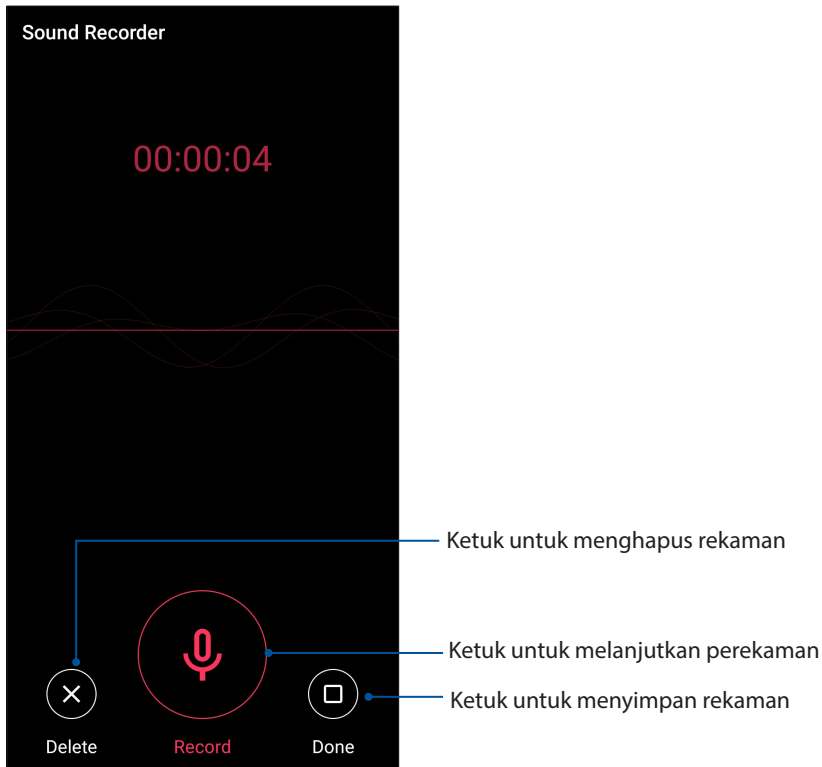 Sound Recorder
00:00:04
Ketuk untuk menghapus rekaman
Ketuk untuk melanjutkan perekaman
Ketuk untuk menyimpan rekaman
Delete
Record
Done